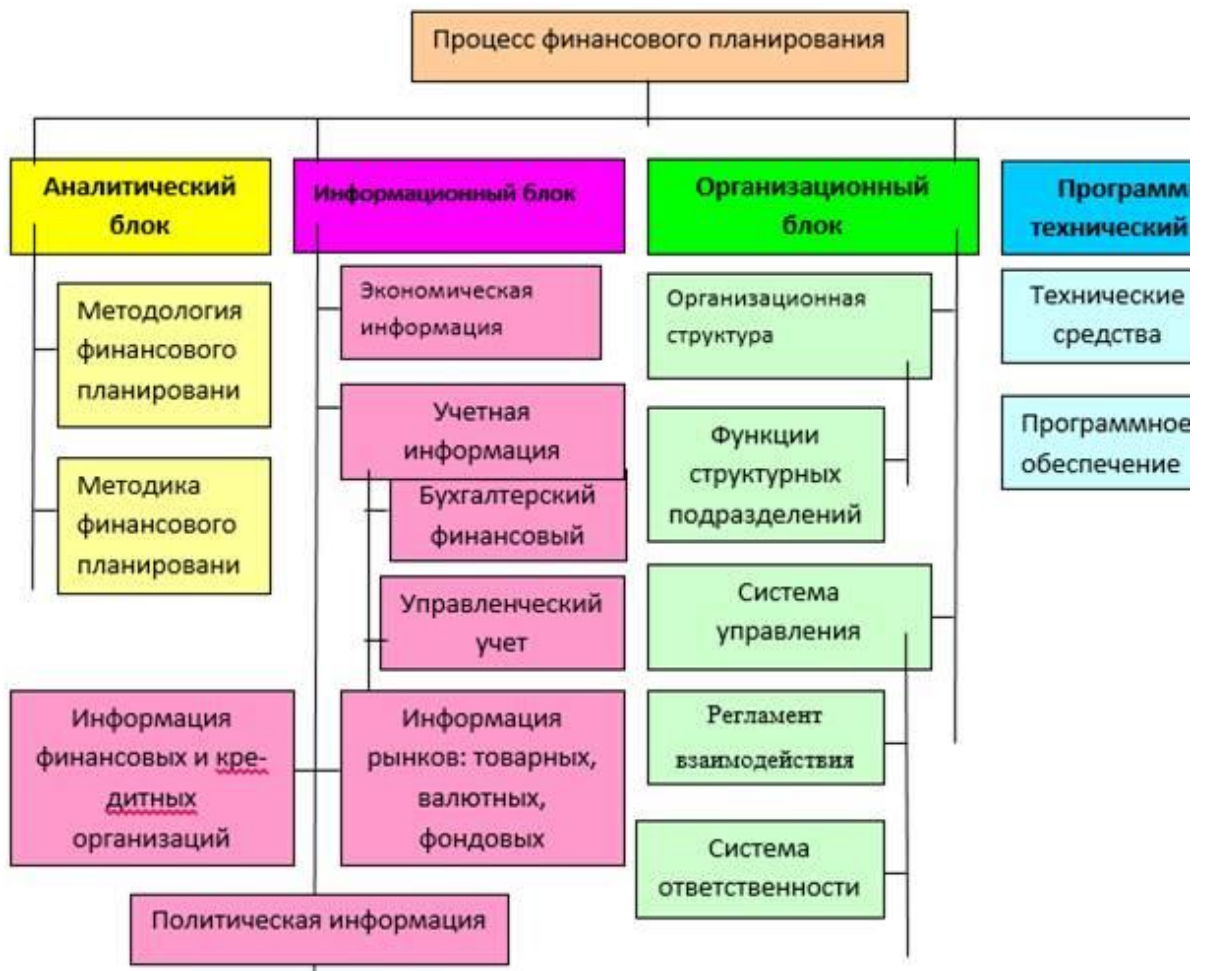 Процесс финансового планирования
Аналитический
блок
Методология
финансового
планировани
Методика
финансового
планировани
Информационный блок
Экономическая
информация
Учетная
информация
Бухгалтерский
финансовый
Управленческий
учет
Информация
финансовых и кре-
дитных
организаций
Информация
рынков: товарных,
валютных,
фондовых
Политическая информация
Организационный
блок
Организационная
структура
Функции
структурных
подразделений
Система
управления
Регламент
взаимодействия
Система
ответственности
Программ
технический
Технические
средства
Программное
обеспечение